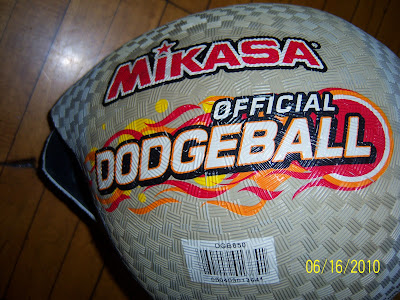 MIKASA
OFFICIAL
DODGEBALL
DGB850
06/16/2010